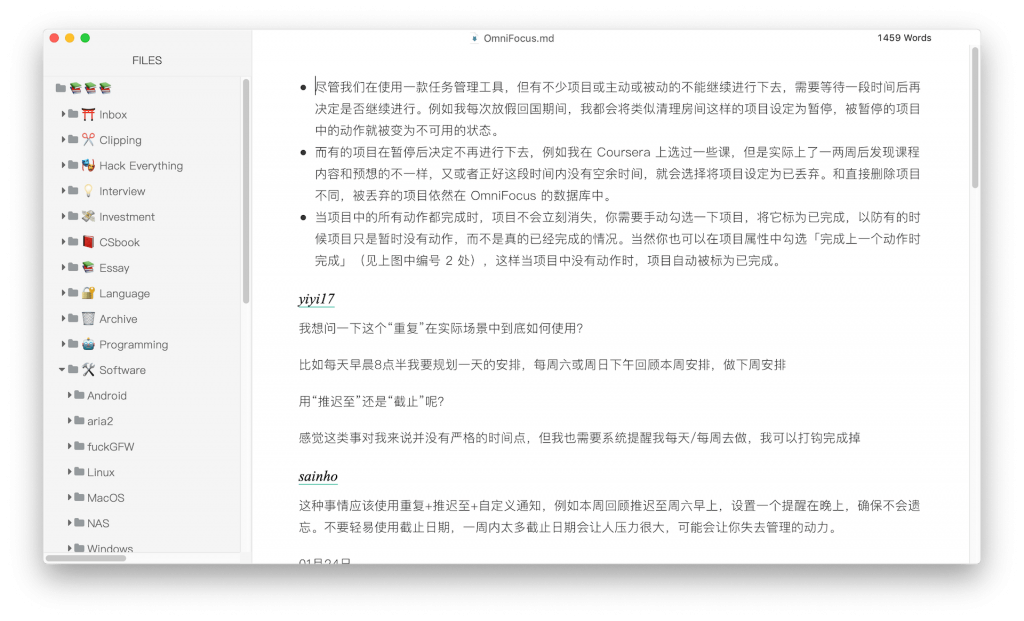 OmniFocus.md
1459 Words
FILES
Inbox
Clipping
Hack Everything
Interview
Investment
CSbook
Essay
Language
Archive
Programming
Software
Android
aria2
fuckGFW
Linux
MacOS
NAS
Windows
尽管我们在使用一款任务管理工具，但有不少项目或主动或被动的不能继续进行下去，需要等待一段时间后再
决定是否继续进行。例如我每次放假回国期间，我都会将类似清理房间这样的项目设定为暂停，被暂停的项目
中的动作就被变为不可用的状态。
而有的项目在暂停后决定不再进行下去，例如我在 Coursera 上选过一些课，但是实际上了一两周后发现课程
内容和预想的不一样，又或者正好这段时间内没有空余时间，就会选择将项目设定为已丢弃。和直接删除项目
不同，被丢弃的项目依然在 OmniFocus 的数据库中。
当项目中的所有动作都完成时，项目不会立刻消失，你需要手动勾选一下项目，将它标为已完成，以防有的时
候项目只是暂时没有动作，而不是真的已经完成的情况。当然你也可以在项目属性中勾选「完成上一个动作时
完成」（见上图中编号 2 处），这样当项目中没有动作时，项目自动被标为已完成。
yiyi17
我想问一下这个“重复”在实际场景中到底如何使用？
比如每天早晨8点半我要规划一天的安排，每周六或周日下午回顾本周安排，做下周安排
用“推迟至”还是“截止”呢？
感觉这类事对我来说并没有严格的时间点，但我也需要系统提醒我每天/每周去做，我可以打钩完成掉
sainho
这种事情应该使用重复+推迟至+自定义通知，例如本周回顾推迟至周六早上，设置一个提醒在晚上，确保不会遗
忘。不要轻易使用截止日期，一周内太多截止日期会让人压力很大，可能会让你失去管理的动力。
01月24日